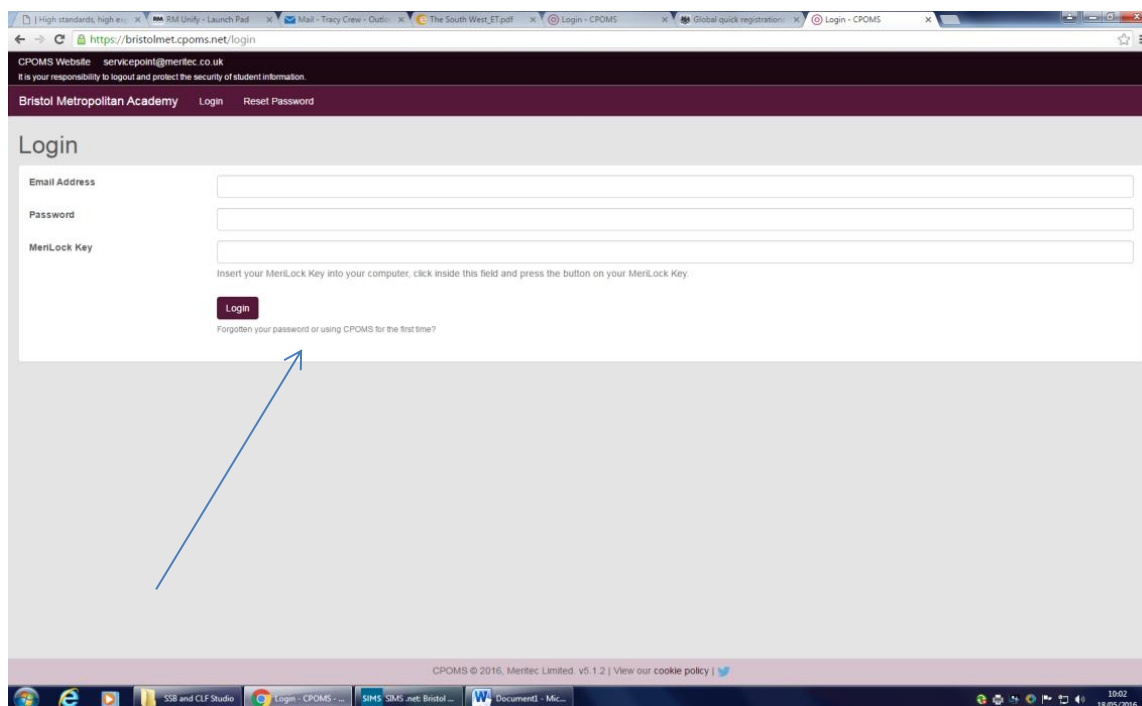 | High standards, high ex
RM Unify - Launch Pad
Mail - Tracy Crew - Outlo
The South West_ET.pdf
Login - CPOMS
Global quick registration
Login - CPOMS
https://bristolmet.cpoms.net/login
CPOMS Website servicepoint@meritec.co.uk
It is your responsibility to logout and protect the security of student information.
Bristol Metropolitan Academy Login Reset Password
Login
Email Address
Password
MeriLock Key
Insert your MeriLock Key into your computer, click inside this field and press the button on your MeriLock Key.
Login
Forgotten your password or using CPOMS for the first time?
CPOMS © 2016, Meritec Limited. v5.1.2 | View our cookie policy |
SSB and CLF Studio
Login - CPOMS - ...
SIMS SIMS .net: Bristol ...
Document1 - Mic...
10:02
18/05/2016